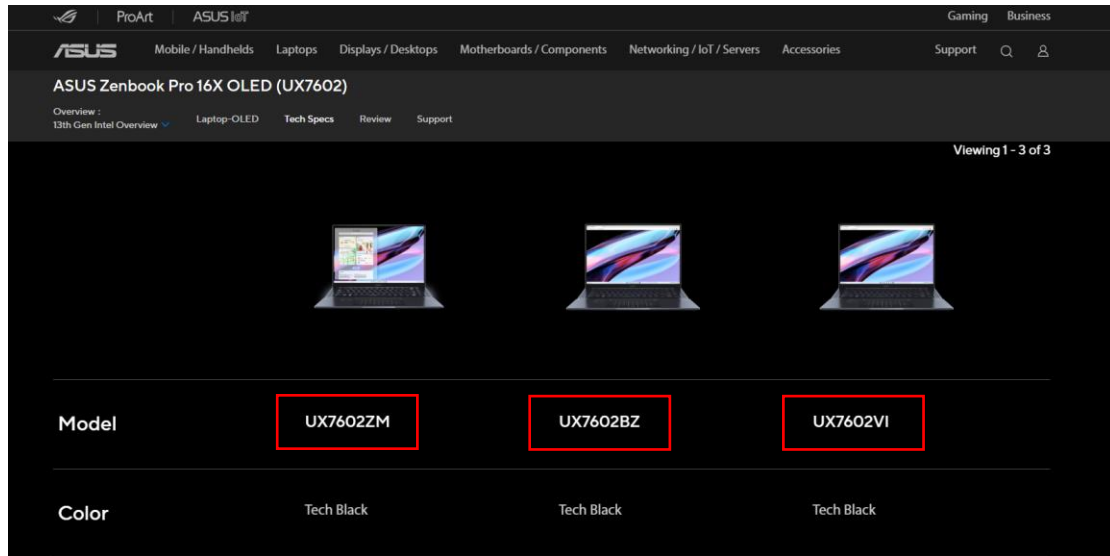 ProArt ASUS IoT Gaming Business
ASUS Mobile / Handhelds Laptops Displays / Desktops Motherboards / Components Networking / IoT / Servers Accessories Support
ASUS Zenbook Pro 16X OLED (UX7602)
Overview :
13th Gen Intel Overview Laptop-OLED Tech Specs Review Support
Viewing 1 - 3 of 3
Model UX7602ZM UX7602BZ UX7602VI
Color Tech Black Tech Black Tech Black